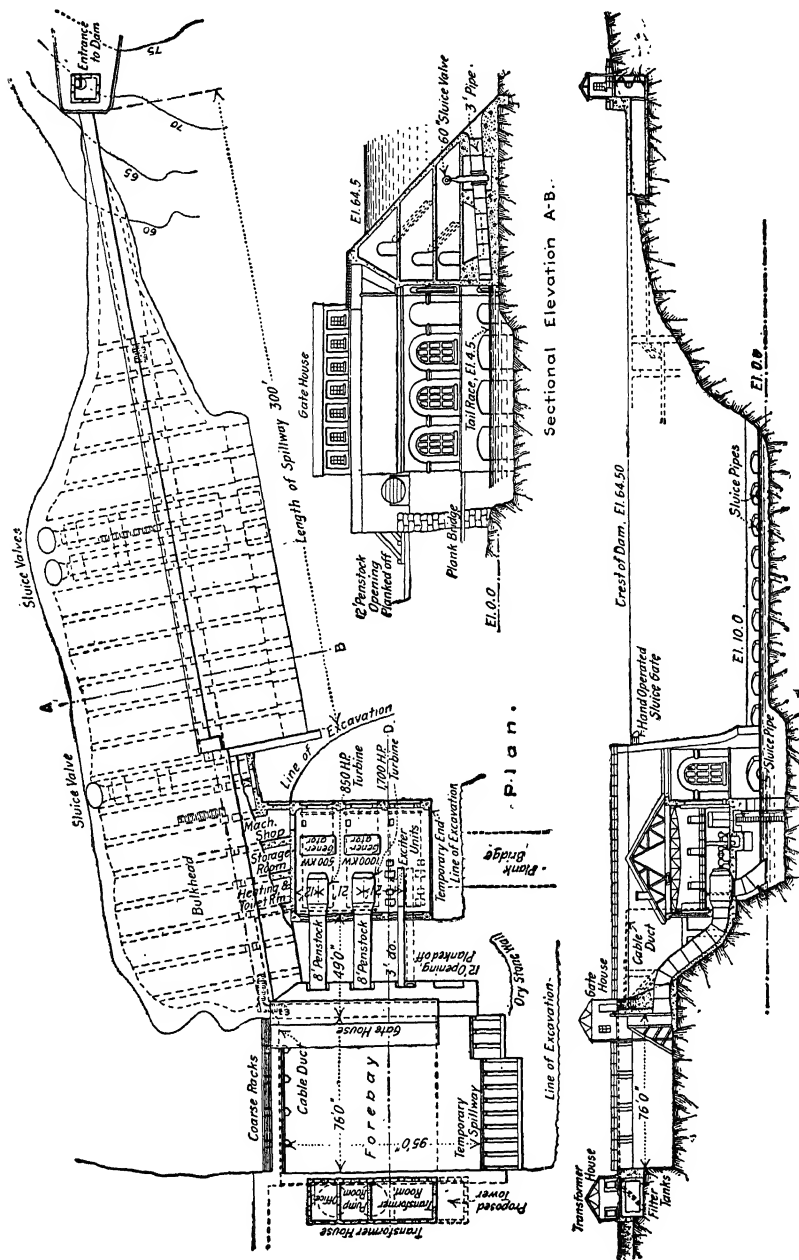 Entrance
to Dam
75
70
65
60
Sluice Valves
Length of Spillway 300'
A
B
Sluice Valve
Bulkhead
Line of Excavation
Mach.
Shop
Storage
Room
Heating &
Toilet Rm
850 H.P.
Turbine
D
1700 H.P.
Turbine
Gener-
ator
500 KW
Gener-
ator
1000 KW
Exciter
Units
12'
21'
Temporary End
Line of Excavation
Plank
Bridge
8' Penstock
8' Penstock
49'0"
3' do.
12' Opening
Planked off
Dry Stone Wall
Line of Excavation
Coarse Racks
Cable Duct
Gate House
Forebay
76'0"
95'0"
Temporary
Spillway
Office
Pump
Room
Transformer
Room
Transformer House
Proposed
Tower
Plan.
Gate House
El. 64.5
60" Sluice Valve
3' Pipe
12' Penstock
Opening
Planked off
Plank Bridge
Tail Race, El. 4.5
El. 0.0
Sectional Elevation A-B.
Crest of Dam, El. 64.50
Hand Operated
Sluice Gate
El. 10.0
Sluice Pipes
El. 0.0
Sluice Pipe
Cable
Duct
Gate
House
76'0"
Transformer
House
Filter
Tanks